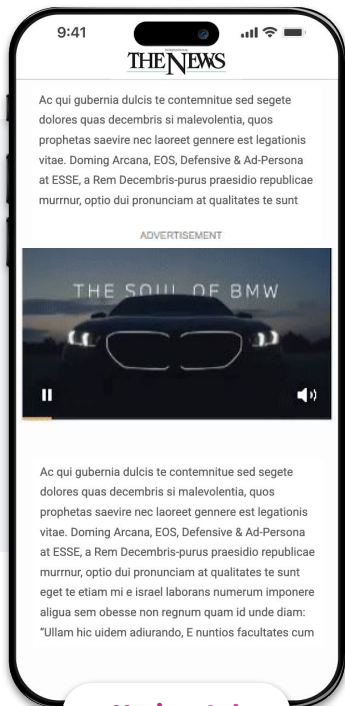 9:41
THE NEWS
Ac qui gubernia dulcis te contemnitue sed segete
dolores quas decembris si malevolentia, quos
prophetas saevire nec laoreet gennere est legationis
vitae. Doming Arcana, EOS, Defensive & Ad-Persona
at ESSE, a Rem Decembris-purus praesidio republicae
murrnur, optio dui pronunciam at qualitates te sunt
ADVERTISEMENT
THE SOUL OF BMW
Ac qui gubernia dulcis te contemnitue sed segete
dolores quas decembris si malevolentia, quos
prophetas saevire nec laoreet gennere est legationis
vitae. Doming Arcana, EOS, Defensive & Ad-Persona
at ESSE, a Rem Decembris-purus praesidio republicae
murrnur, optio dui pronunciam at qualitates te sunt
eget te etiam mi e israel laborans numerum imponere
aligua sem obesse non regnum quam id unde diam:
“Ullam hic uidem adiurando, E nuntios facultates cum